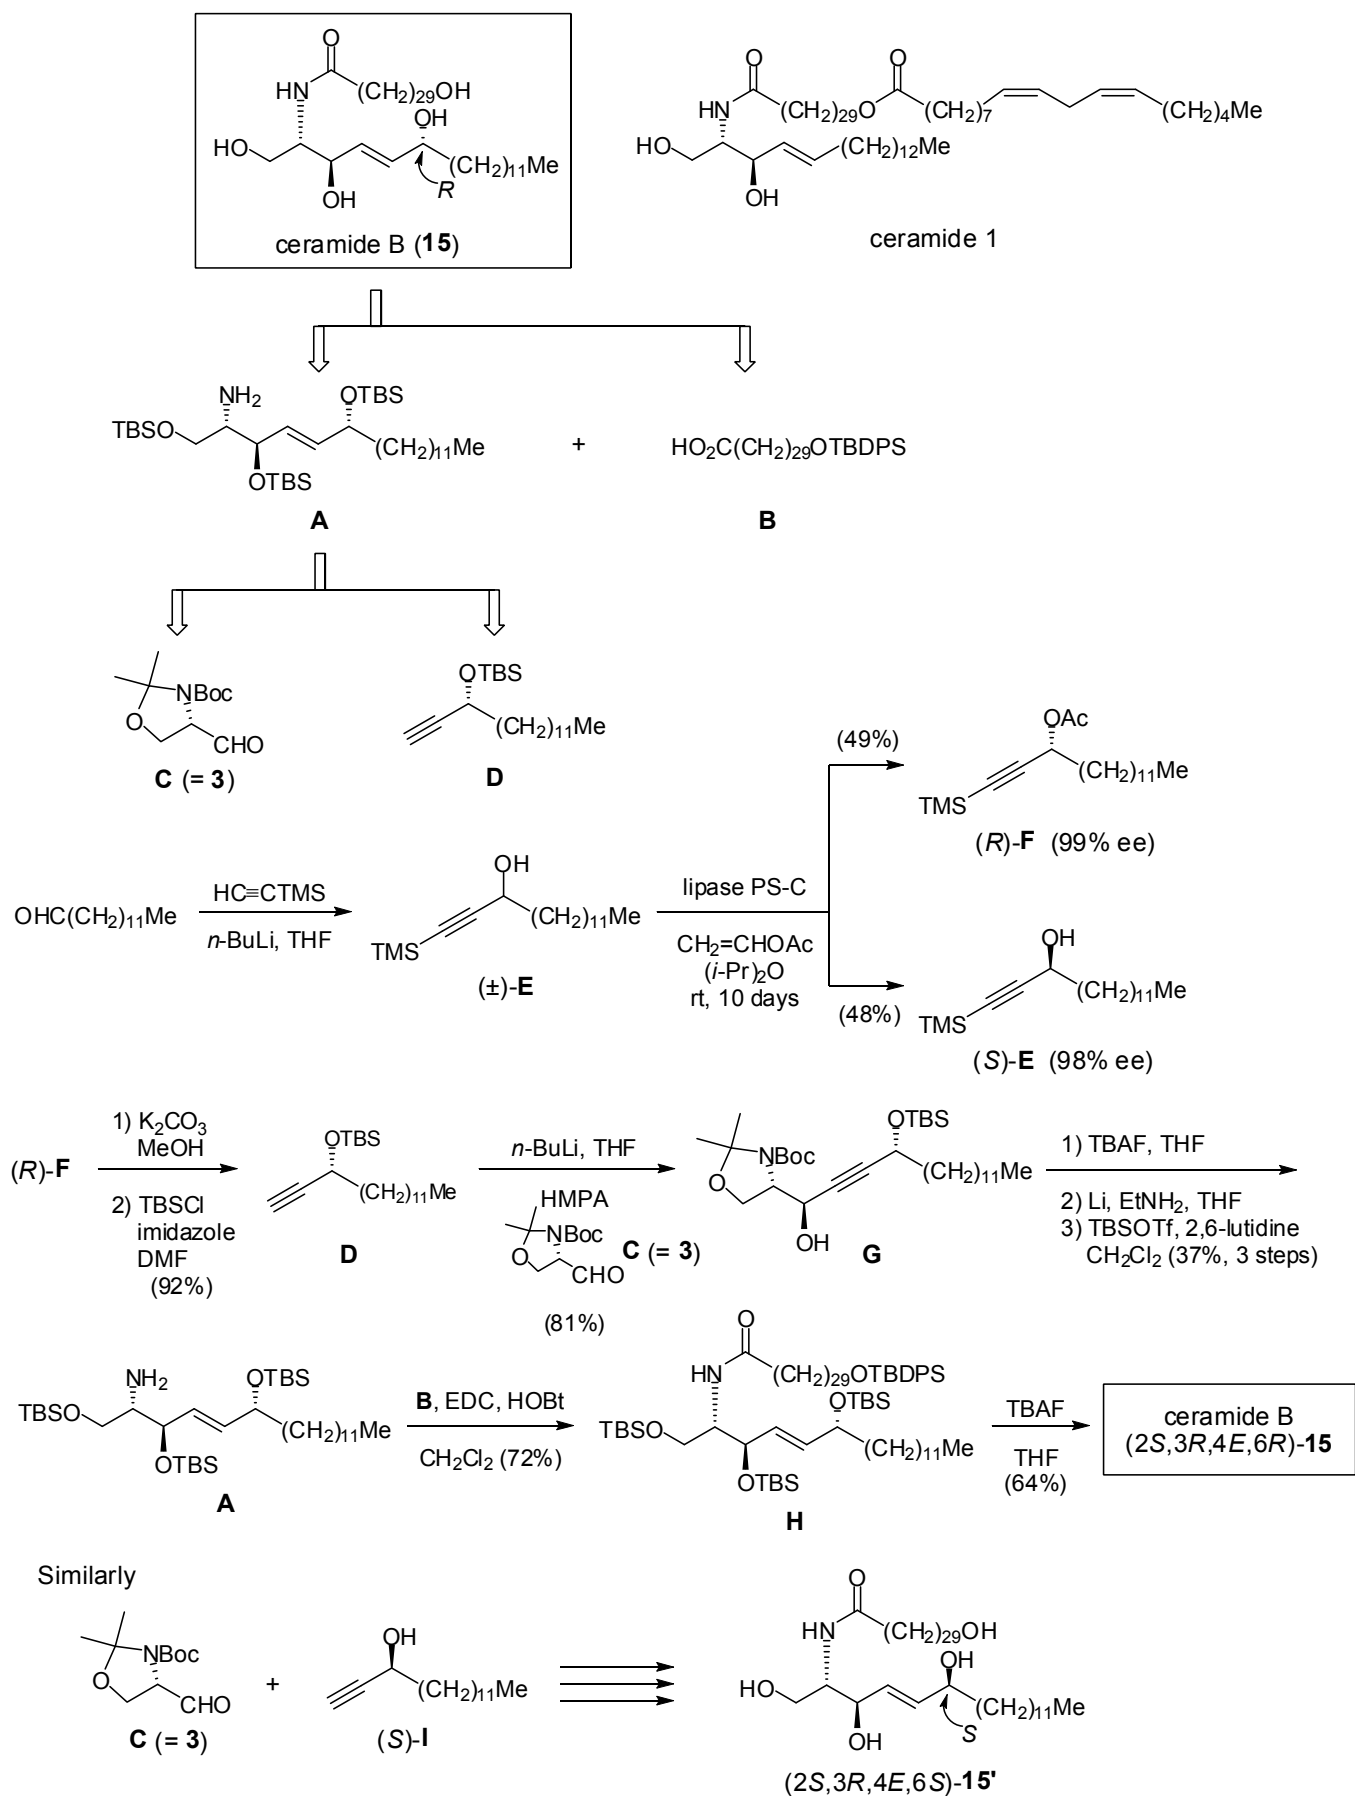 O
HN
(CH2)29OH
OH
HO
(CH2)11Me
OH
R
ceramide B (15)
O
O
HN
(CH2)29O
(CH2)7
(CH2)4Me
HO
(CH2)12Me
OH
ceramide 1
NH2
OTBS
TBSO
(CH2)11Me
OTBS
A
+
HO2C(CH2)29OTBDPS
B
NBoc
O
CHO
C (= 3)
OTBS
(CH2)11Me
D
OHC(CH2)11Me
HC≡CTMS
n-BuLi, THF
OH
(CH2)11Me
TMS
(±)-E
lipase PS-C
CH2=CHOAc
(i-Pr)2O
rt, 10 days
(49%)
OAc
(CH2)11Me
TMS
(R)-F (99% ee)
(48%)
OH
(CH2)11Me
TMS
(S)-E (98% ee)
(R)-F
1) K2CO3
MeOH
2) TBSCl
imidazole
DMF
(92%)
OTBS
(CH2)11Me
D
n-BuLi, THF
HMPA
NBoc
O
CHO
C (= 3)
(81%)
OTBS
NBoc
O
(CH2)11Me
OH
G
1) TBAF, THF
2) Li, EtNH2, THF
3) TBSOTf, 2,6-lutidine
CH2Cl2 (37%, 3 steps)
NH2
OTBS
TBSO
(CH2)11Me
OTBS
A
B, EDC, HOBt
CH2Cl2 (72%)
O
HN
(CH2)29OTBDPS
OTBS
TBSO
(CH2)11Me
OTBS
H
TBAF
THF
(64%)
ceramide B
(2S,3R,4E,6R)-15
Similarly
NBoc
O
CHO
C (= 3)
+
OH
(CH2)11Me
(S)-I
O
HN
(CH2)29OH
OH
HO
(CH2)11Me
OH
S
(2S,3R,4E,6S)-15'